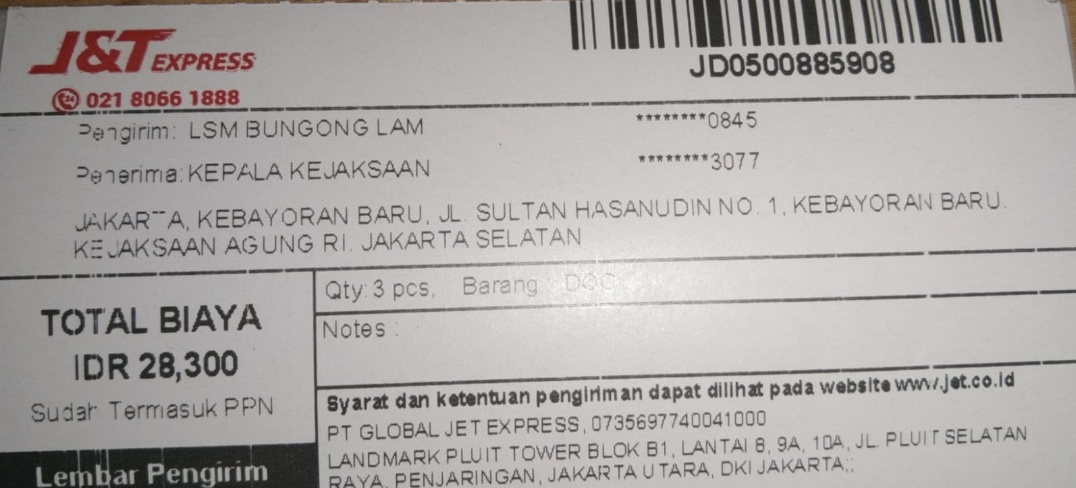 J&T EXPRESS
021 8066 1888
JD0500885908
Pengirim: LSM BUNGONG LAM ********0845
Penerima: KEPALA KEJAKSAAN ********3077
JAKARTA, KEBAYORAN BARU, JL. SULTAN HASANUDIN NO. 1, KEBAYORAN BARU.
KEJAKSAAN AGUNG RI. JAKARTA SELATAN
TOTAL BIAYA
IDR 28,300
Sudah Termasuk PPN
Lembar Pengirim
Qty: 3 pcs, Barang : DOC
Notes :
Syarat dan ketentuan pengiriman dapat dilihat pada website www.jet.co.id
PT GLOBAL JET EXPRESS, 0735697740041000
LANDMARK PLUIT TOWER BLOK B1, LANTAI 8, 9A, 10A, JL. PLUIT SELATAN
RAYA, PENJARINGAN, JAKARTA UTARA, DKI JAKARTA;;